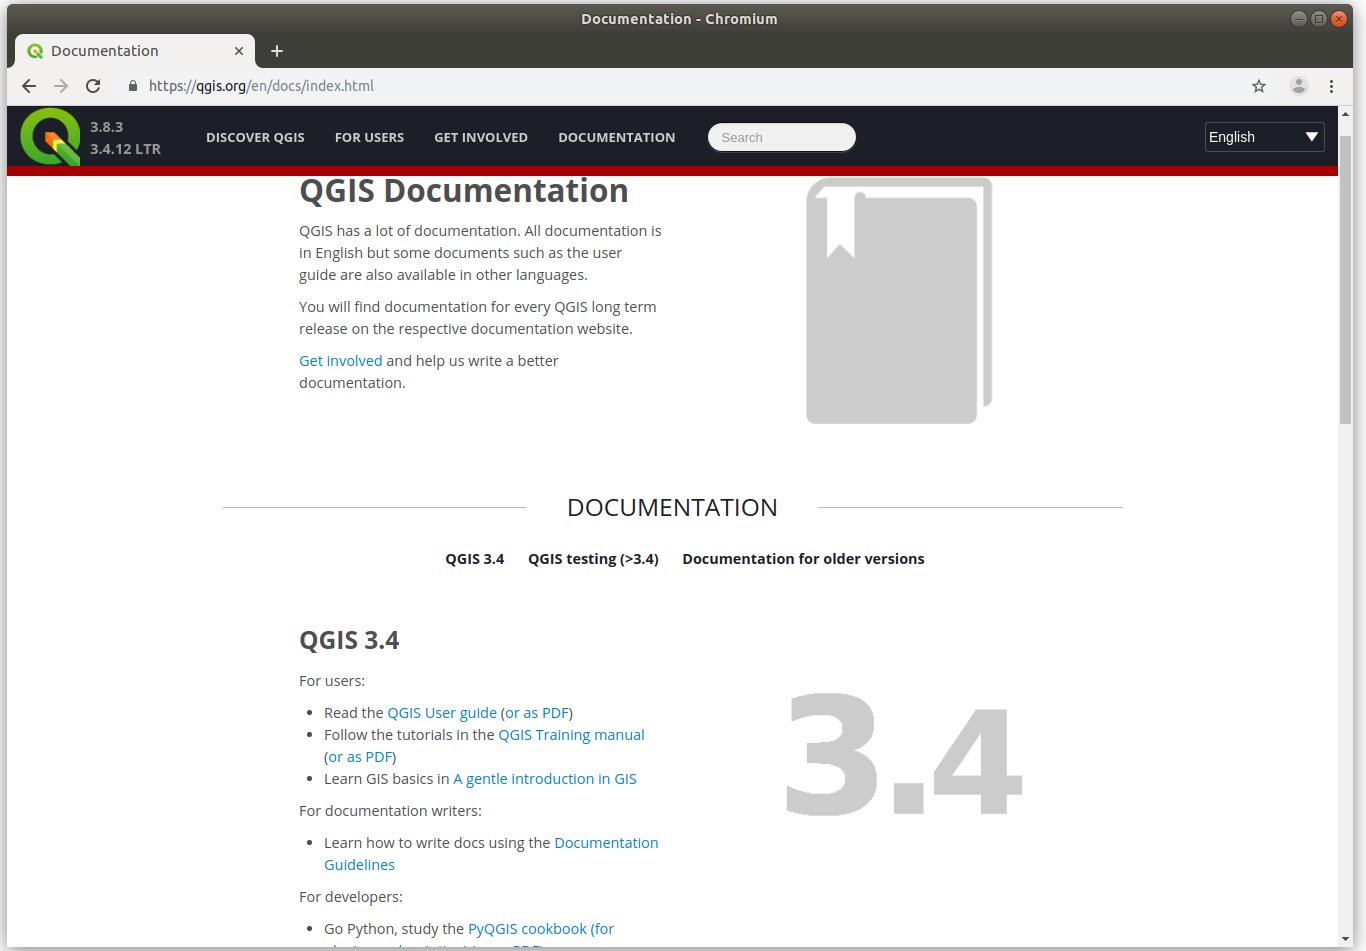 Documentation - Chromium
Documentation
https://qgis.org/en/docs/index.html
3.8.3
3.4.12 LTR
DISCOVER QGIS FOR USERS GET INVOLVED DOCUMENTATION Search English
QGIS Documentation
QGIS has a lot of documentation. All documentation is
in English but some documents such as the user
guide are also available in other languages.
You will find documentation for every QGIS long term
release on the respective documentation website.
Get involved and help us write a better
documentation.
DOCUMENTATION
QGIS 3.4 QGIS testing (>3.4) Documentation for older versions
QGIS 3.4
For users:
Read the QGIS User guide (or as PDF)
Follow the tutorials in the QGIS Training manual
(or as PDF)
Learn GIS basics in A gentle introduction in GIS
3.4
For documentation writers:
Learn how to write docs using the Documentation
Guidelines
For developers:
Go Python, study the PyQGIS cookbook (for